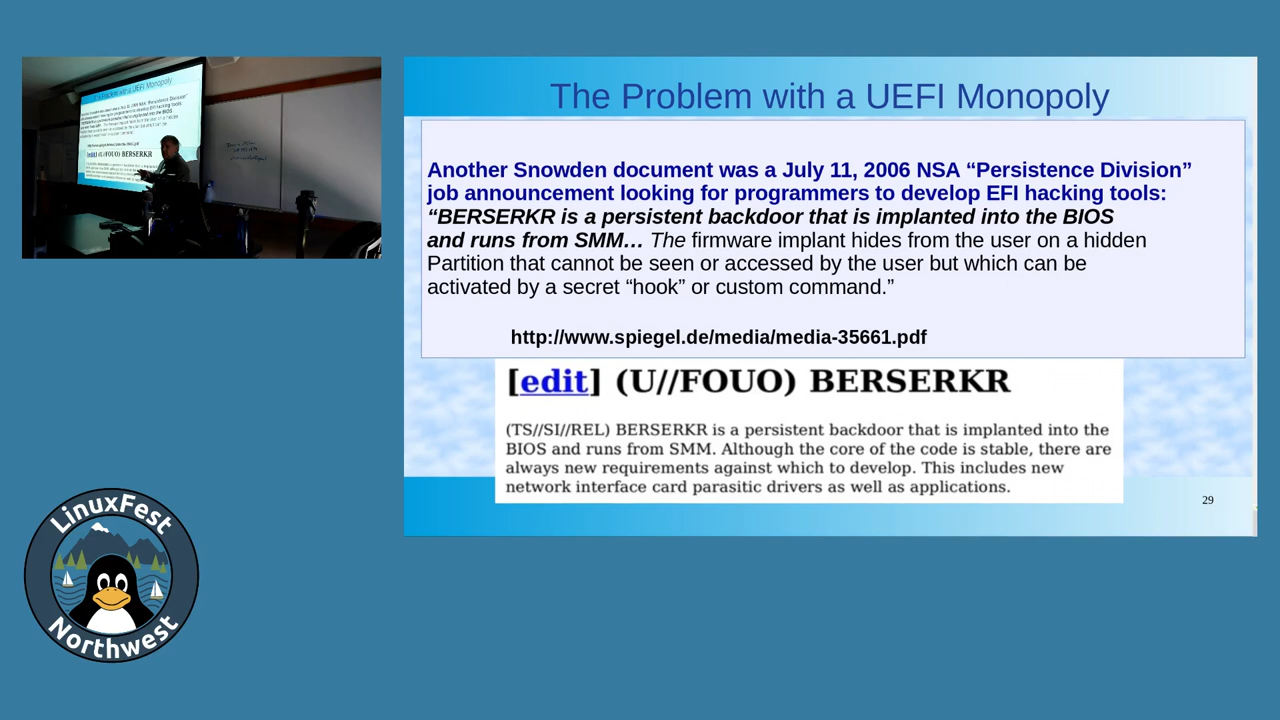 The Problem with a UEFI Monopoly
Another Snowden document was a July 11, 2006 NSA “Persistence Division”
job announcement looking for programmers to develop EFI hacking tools:
“BERSERKR is a persistent backdoor that is implanted into the BIOS
and runs from SMM… The firmware implant hides from the user on a hidden
Partition that cannot be seen or accessed by the user but which can be
activated by a secret “hook” or custom command.”
http://www.spiegel.de/media/media-35661.pdf
[edit] (U//FOUO) BERSERKR
(TS//SI//REL) BERSERKR is a persistent backdoor that is implanted into the
BIOS and runs from SMM. Although the core of the code is stable, there are
always new requirements against which to develop. This includes new
network interface card parasitic drivers as well as applications.
29
LinuxFest
Northwest